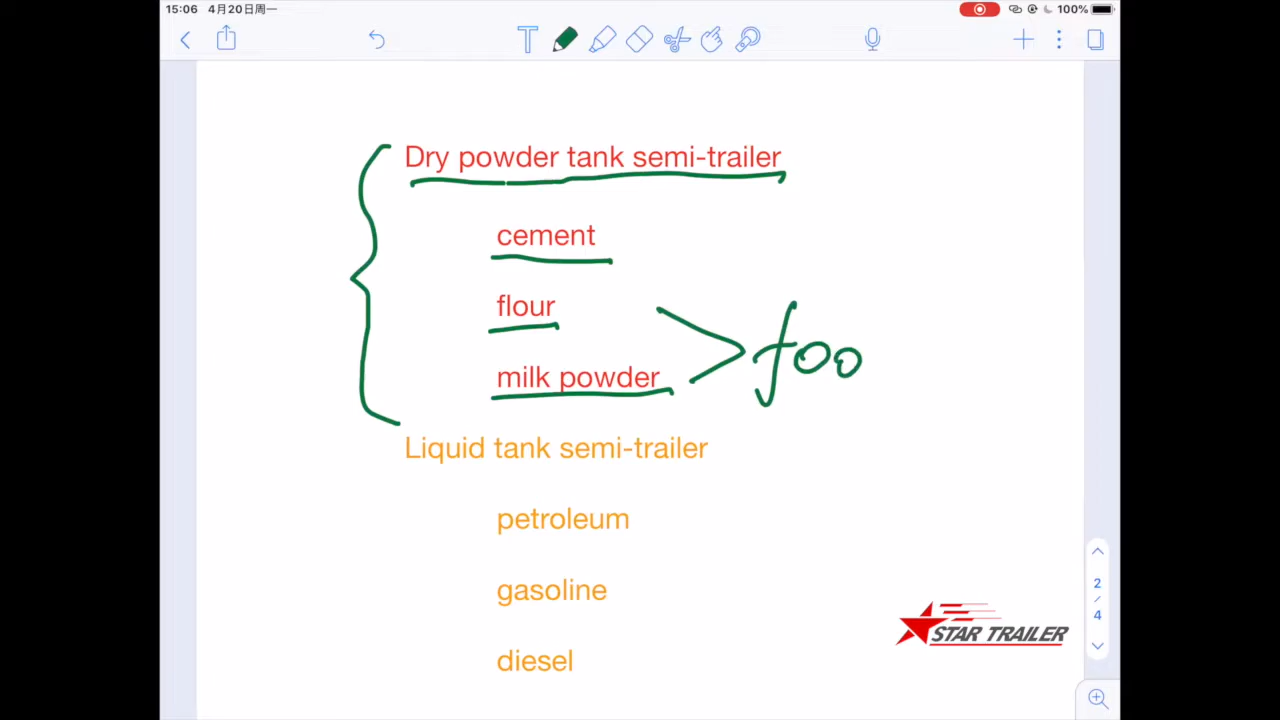 15:06 4月20日周一
100%
T
Dry powder tank semi-trailer
cement
flour
milk powder
foo
Liquid tank semi-trailer
petroleum
gasoline
diesel
2
/
4
STAR TRAILER